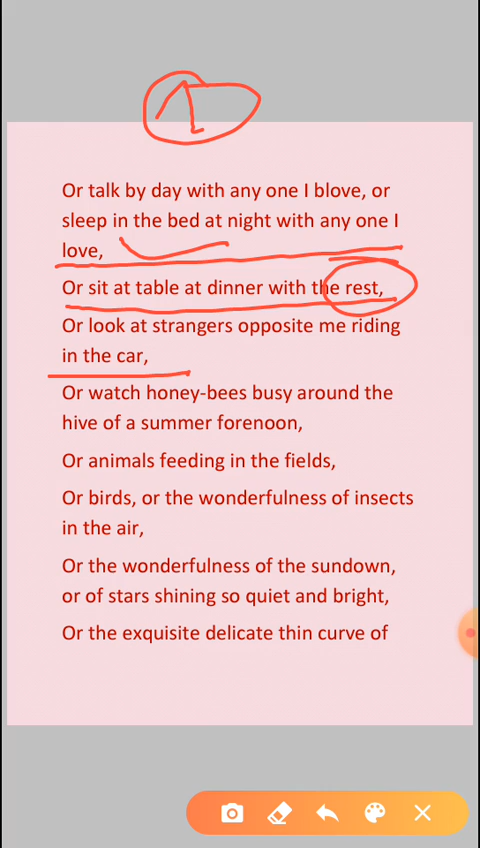 Or talk by day with any one I blove, or
sleep in the bed at night with any one I
love,
Or sit at table at dinner with the rest,
Or look at strangers opposite me riding
in the car,
Or watch honey-bees busy around the
hive of a summer forenoon,
Or animals feeding in the fields,
Or birds, or the wonderfulness of insects
in the air,
Or the wonderfulness of the sundown,
or of stars shining so quiet and bright,
Or the exquisite delicate thin curve of